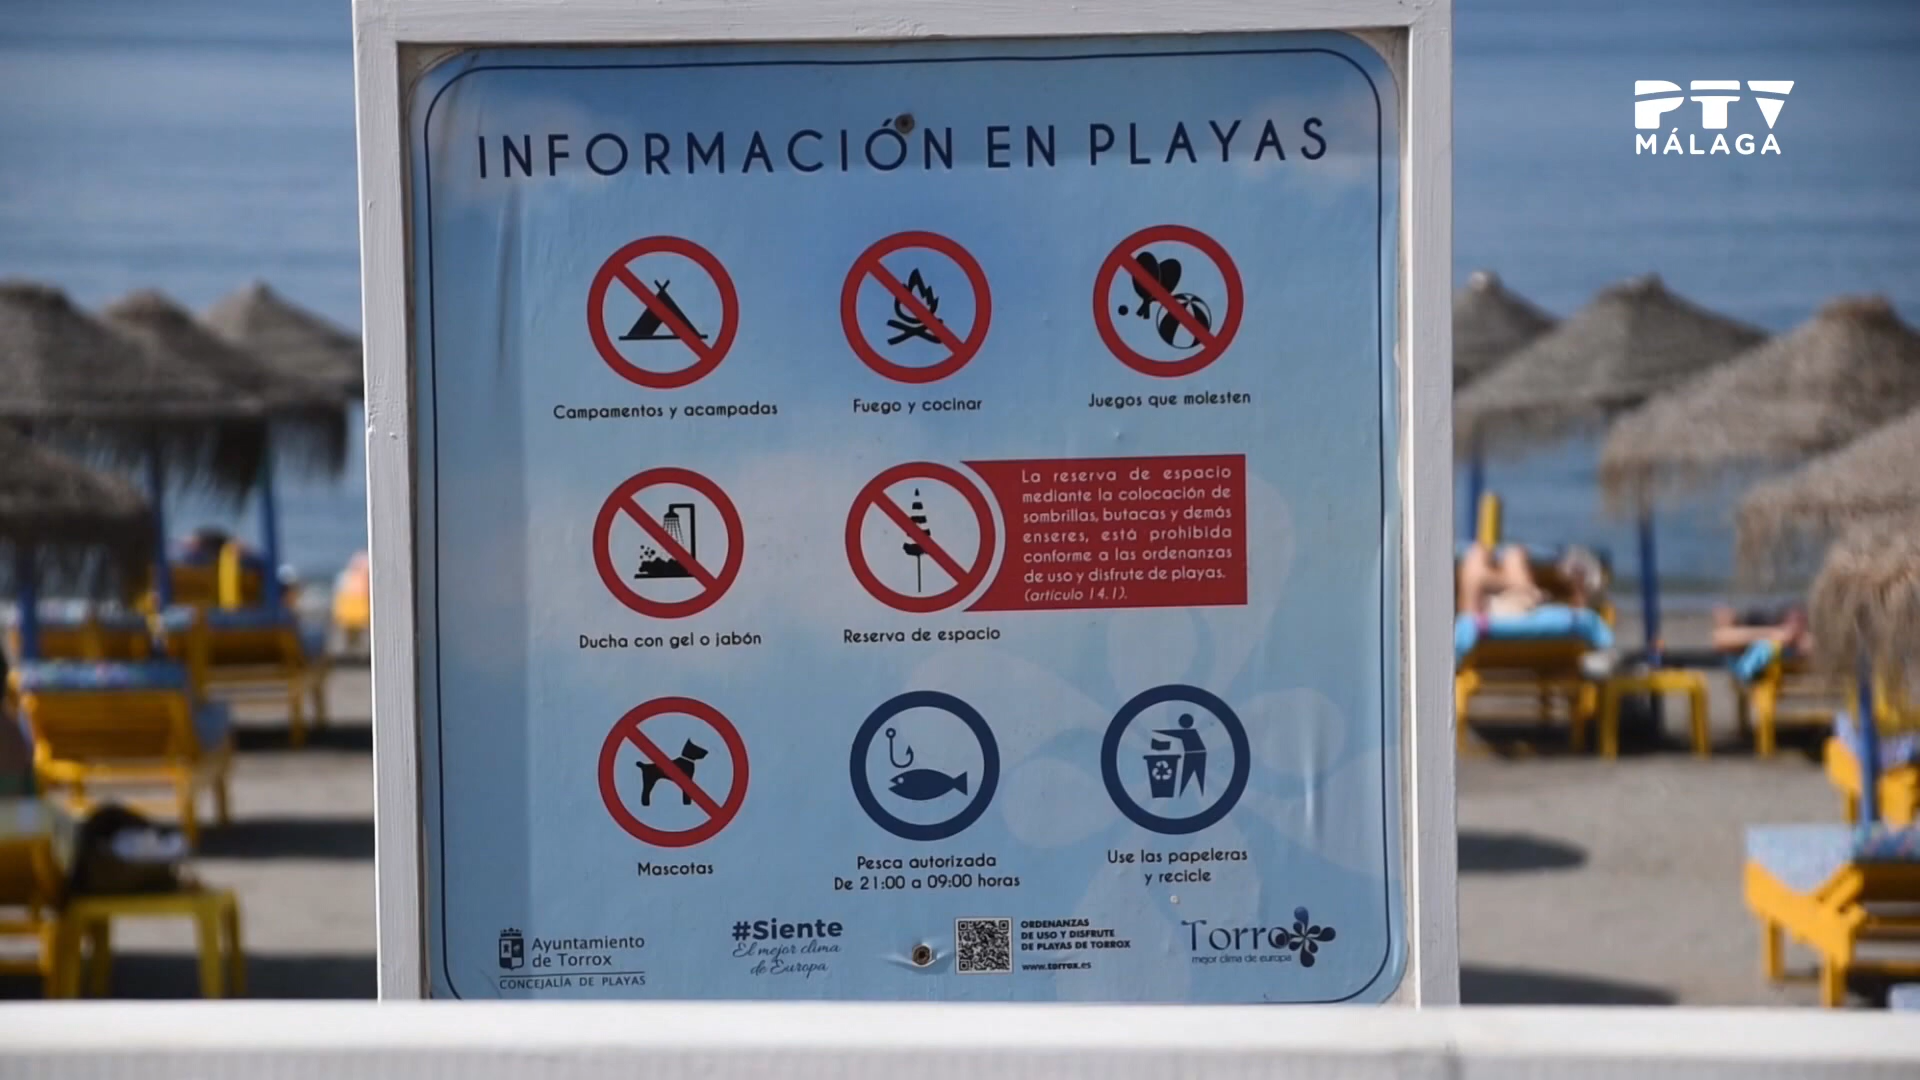 PTV
MÁLAGA
INFORMACIÓN EN PLAYAS
Campamentos y acampadas
Fuego y cocinar
Juegos que molesten
Ducha con gel o jabón
Reserva de espacio
La reserva de espacio
mediante la colocación de
sombrillas, butacas y demás
enseres, está prohibida
conforme a las ordenanzas
de uso y disfrute de playas.
(artículo 14.1).
Mascotas
Pesca autorizada
De 21:00 a 09:00 horas
Use las papeleras
y recicle
Ayuntamiento
de Torrox
CONCEJALÍA DE PLAYAS
#Siente
El mejor clima
de Europa
ORDENANZAS
DE USO Y DISFRUTE
DE PLAYAS DE TORROX
www.torrox.es
Torrox
mejor clima de europa